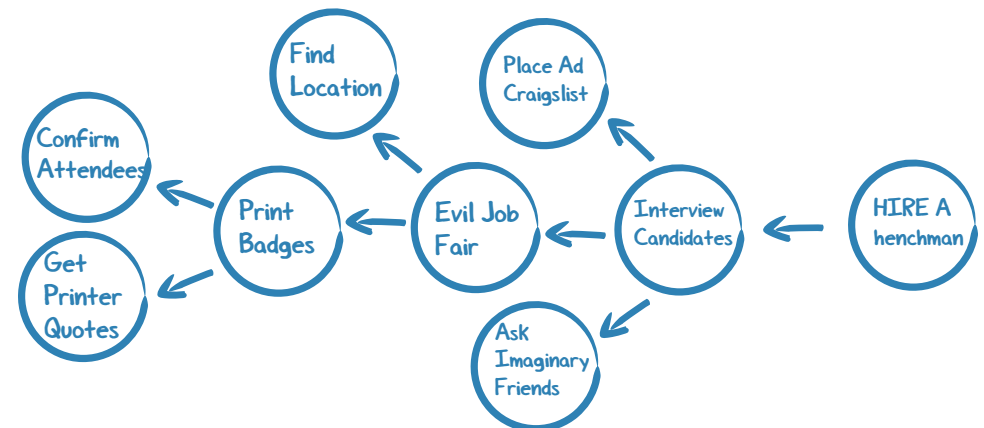 Find
Location
Place Ad
Craigslist
Confirm
Attendees
Print
Badges
Evil Job
Fair
Interview
Candidates
HIRE A
henchman
Get
Printer
Quotes
Ask
Imaginary
Friends